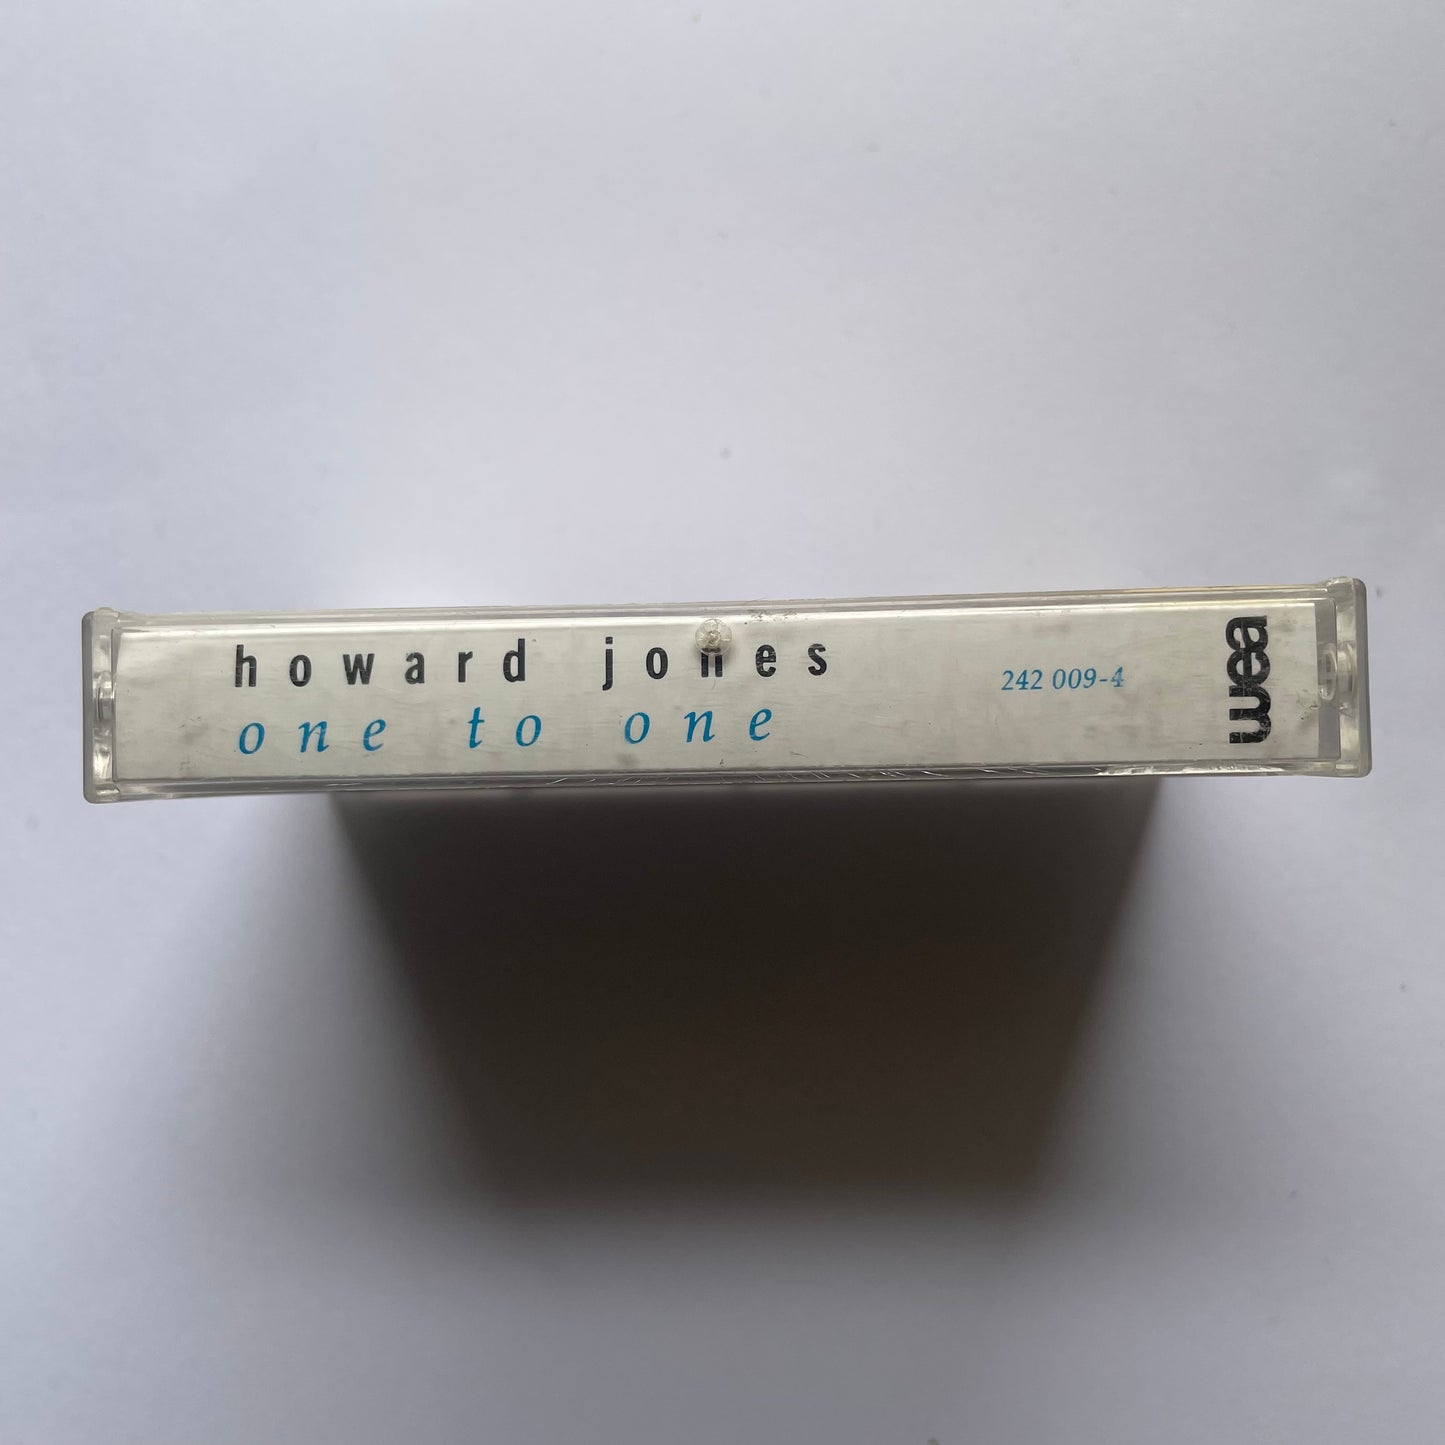 howard jones
one to one
242 009-4
wea